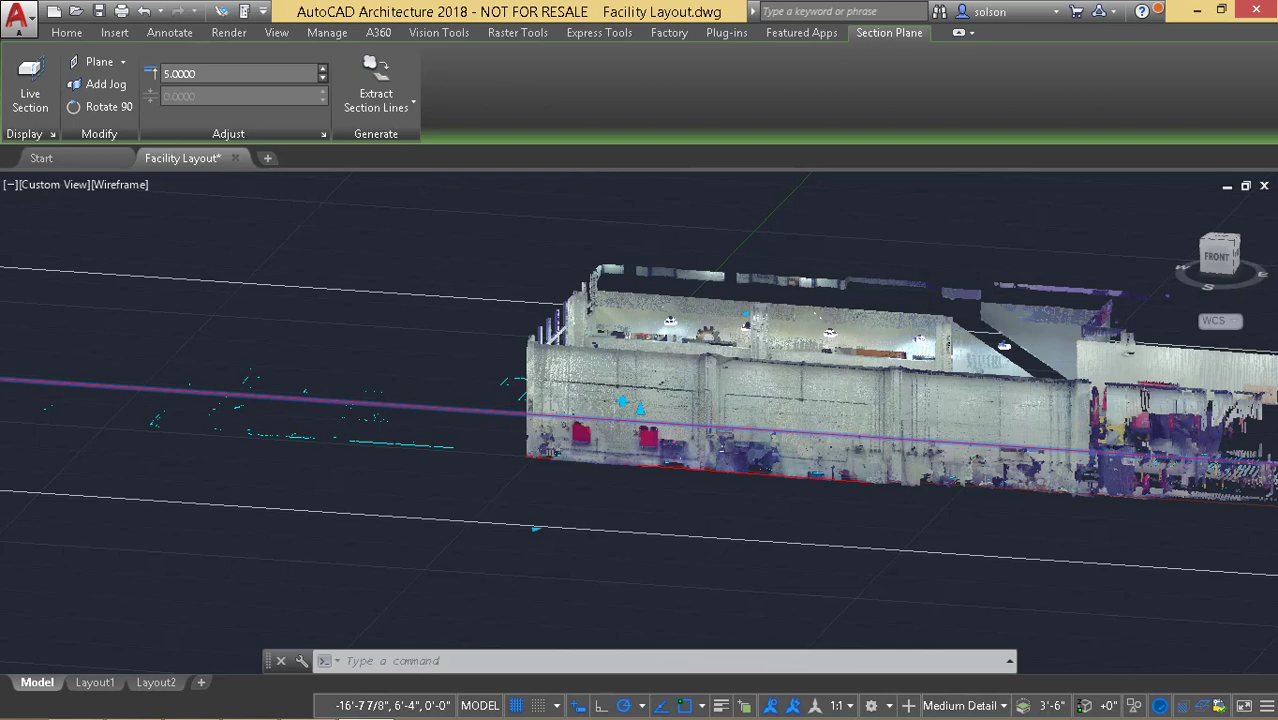 AutoCAD Architecture 2018 - NOT FOR RESALE Facility Layout.dwg Type a keyword or phrase solson
Home Insert Annotate Render View Manage A360 Vision Tools Raster Tools Express Tools Factory Plug-ins Featured Apps Section Plane
Live Section
Plane
Add Jog
Rotate 90
5.0000
0.0000
Extract Section Lines
Display Modify Adjust Generate
Start Facility Layout*
[−][Custom View][Wireframe]
FRONT
S
E
WCS
Type a command
Model Layout1 Layout2
-16'-7 7/8", 6'-4", 0'-0" MODEL 1:1 Medium Detail 3'-6" +0"